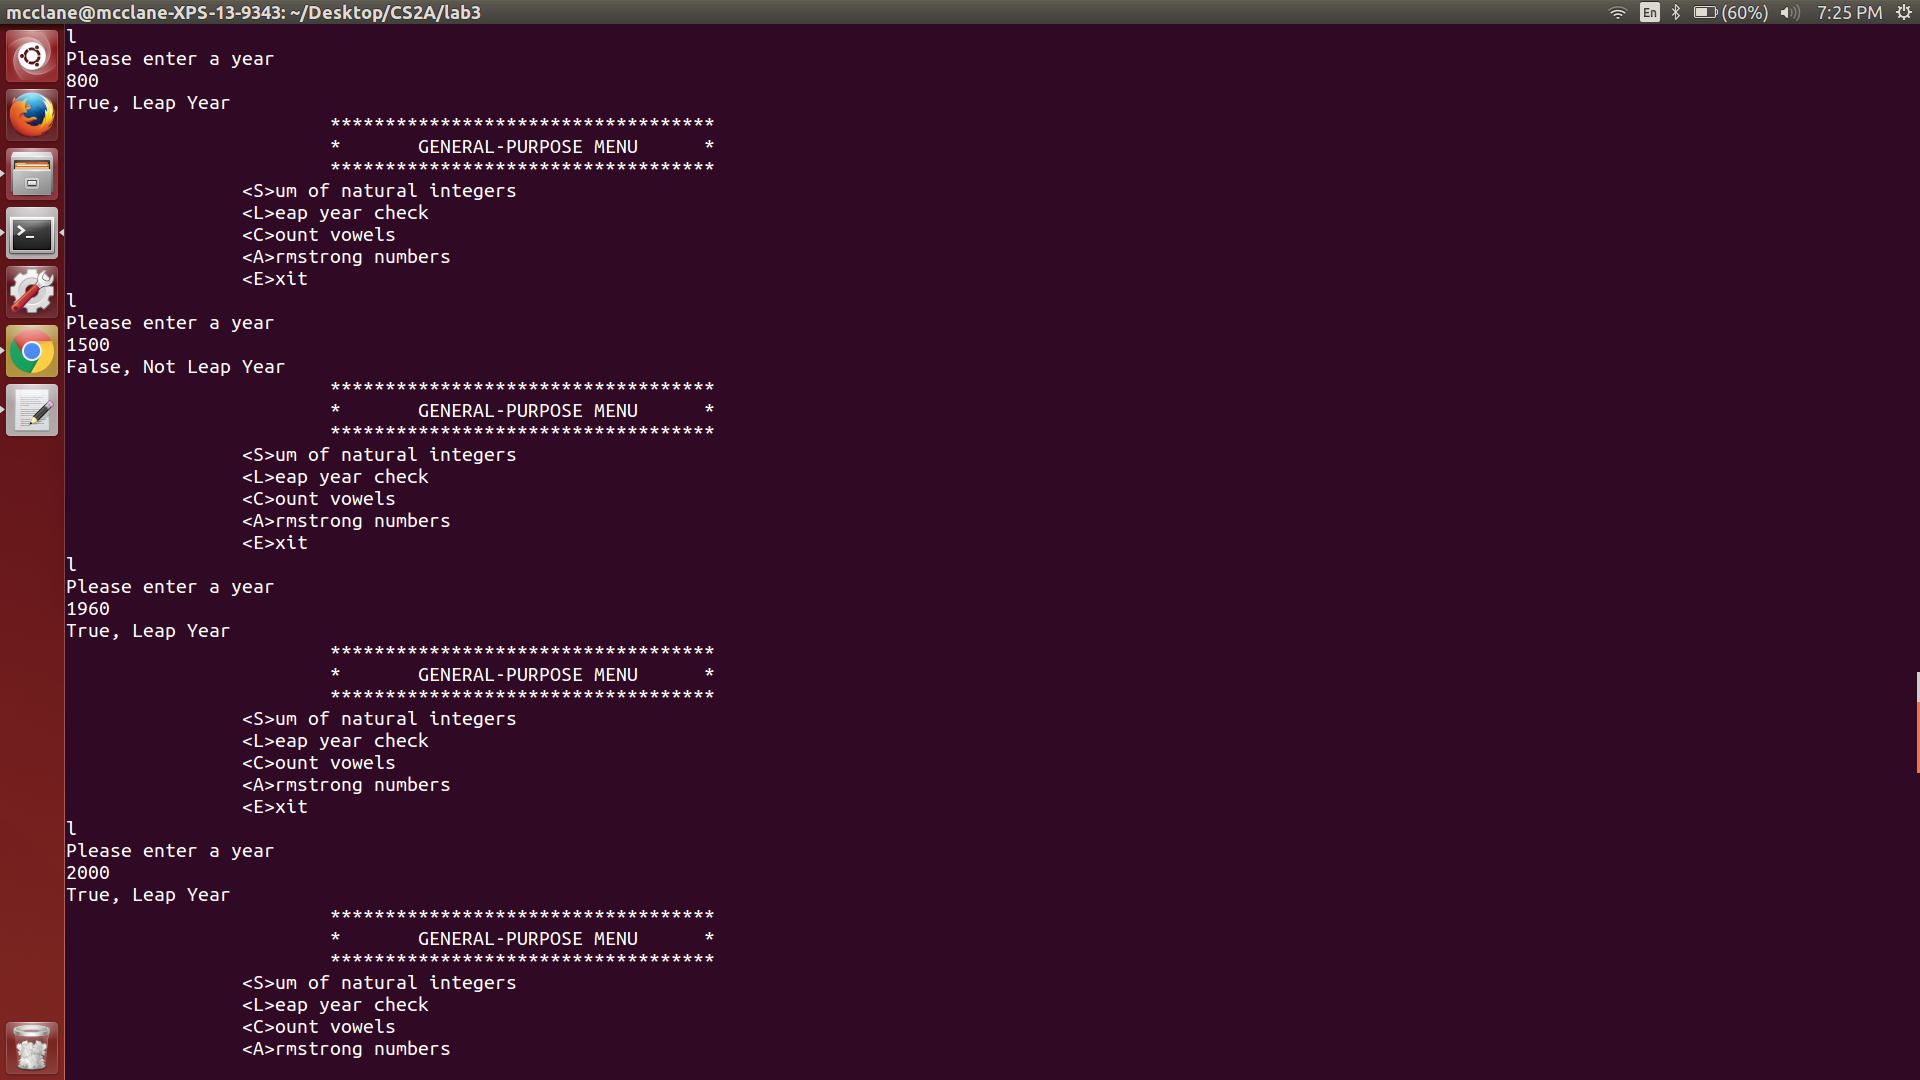 mcclane@mcclane-XPS-13-9343: ~/Desktop/CS2A/lab3 En (60%) 7:25 PM
l
Please enter a year
800
True, Leap Year
***********************************
* GENERAL-PURPOSE MENU *
***********************************
<S>um of natural integers
<L>eap year check
<C>ount vowels
<A>rmstrong numbers
<E>xit
l
Please enter a year
1500
False, Not Leap Year
***********************************
* GENERAL-PURPOSE MENU *
***********************************
<S>um of natural integers
<L>eap year check
<C>ount vowels
<A>rmstrong numbers
<E>xit
l
Please enter a year
1960
True, Leap Year
***********************************
* GENERAL-PURPOSE MENU *
***********************************
<S>um of natural integers
<L>eap year check
<C>ount vowels
<A>rmstrong numbers
<E>xit
l
Please enter a year
2000
True, Leap Year
***********************************
* GENERAL-PURPOSE MENU *
***********************************
<S>um of natural integers
<L>eap year check
<C>ount vowels
<A>rmstrong numbers